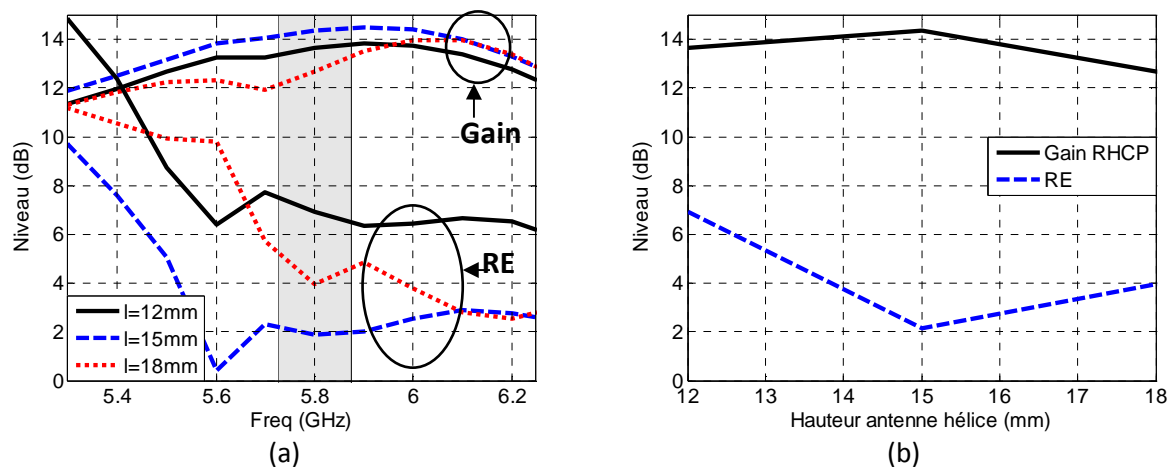 14
12
10
8
6
4
2
0
Niveau (dB)
Gain
RE
l=12mm
l=15mm
l=18mm
5.4
5.6
5.8
6
6.2
Freq (GHz)
(a)
14
12
10
8
6
4
2
0
Niveau (dB)
Gain RHCP
RE
12
13
14
15
16
17
18
Hauteur antenne hélice (mm)
(b)